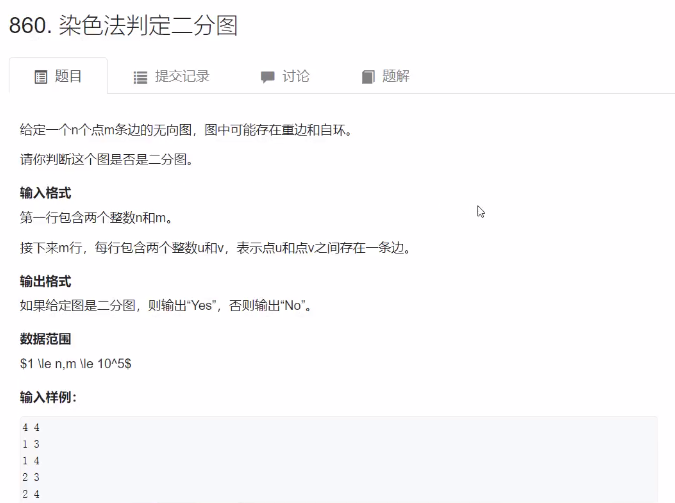 860. 染色法判定二分图
题目 提交记录 讨论 题解
给定一个n个点m条边的无向图，图中可能存在重边和自环。
请你判断这个图是否是二分图。
输入格式
第一行包含两个整数n和m。
接下来m行，每行包含两个整数u和v，表示点u和点v之间存在一条边。
输出格式
如果给定图是二分图，则输出“Yes”，否则输出“No”。
数据范围
$1 \le n,m \le 10^5$
输入样例：
4 4
1 3
1 4
2 3
2 4